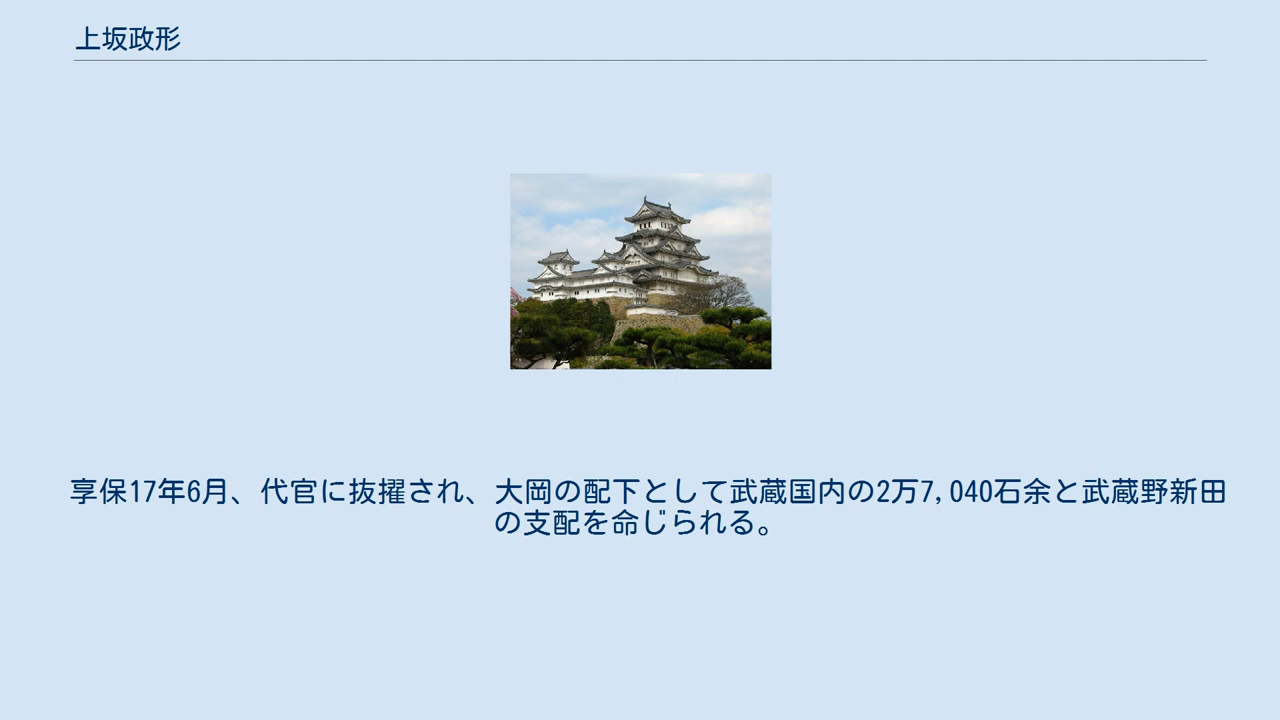 上坂政形
享保17年6月、代官に抜擢され、大岡の配下として武蔵国内の2万7,040石余と武蔵野新田
の支配を命じられる。